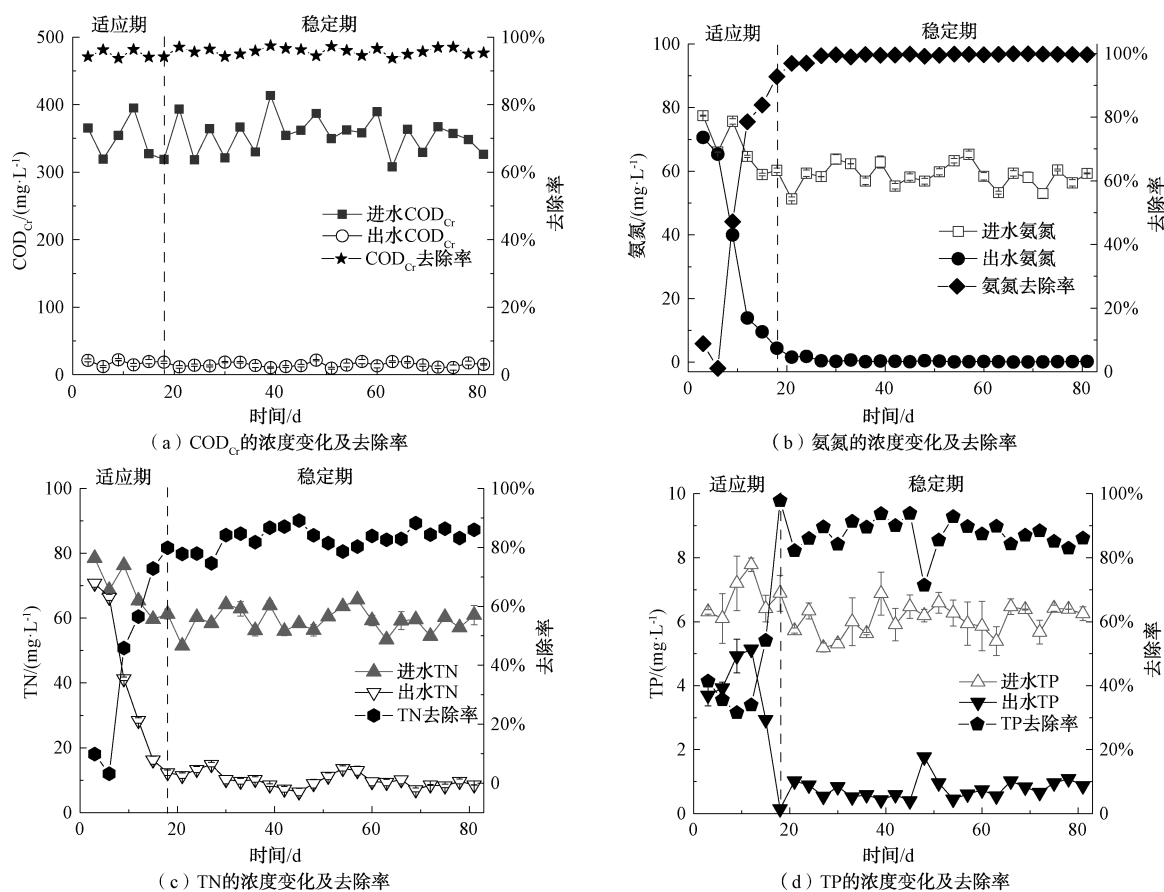 适应期 稳定期
500 100%
400 80%
300 60%
200 40%
100 20%
0 0
COD_Cr/(mg·L⁻¹)
去除率
进水COD_Cr
出水COD_Cr
COD_Cr去除率
0 20 40 60 80
时间/d
（a）COD_Cr的浓度变化及去除率
适应期 稳定期
100 100%
80 80%
60 60%
40 40%
20 20%
0 0
氨氮/(mg·L⁻¹)
去除率
进水氨氮
出水氨氮
氨氮去除率
0 20 40 60 80
时间/d
（b）氨氮的浓度变化及去除率
适应期 稳定期
100 100%
80 80%
60 60%
40 40%
20 20%
0 0
TN/(mg·L⁻¹)
去除率
进水TN
出水TN
TN去除率
0 20 40 60 80
时间/d
（c）TN的浓度变化及去除率
适应期 稳定期
10 100%
8 80%
6 60%
4 40%
2 20%
0 0
TP/(mg·L⁻¹)
去除率
进水TP
出水TP
TP去除率
0 20 40 60 80
时间/d
（d）TP的浓度变化及去除率